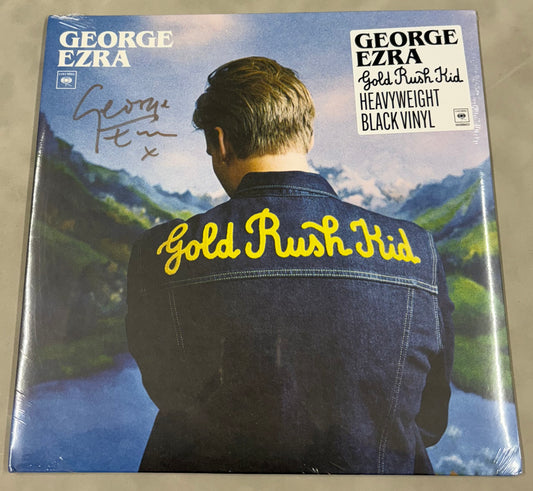 GEORGE
EZRA
George
Ezra
x
GEORGE
EZRA
Gold Rush Kid
HEAVYWEIGHT
BLACK VINYL
Gold Rush Kid